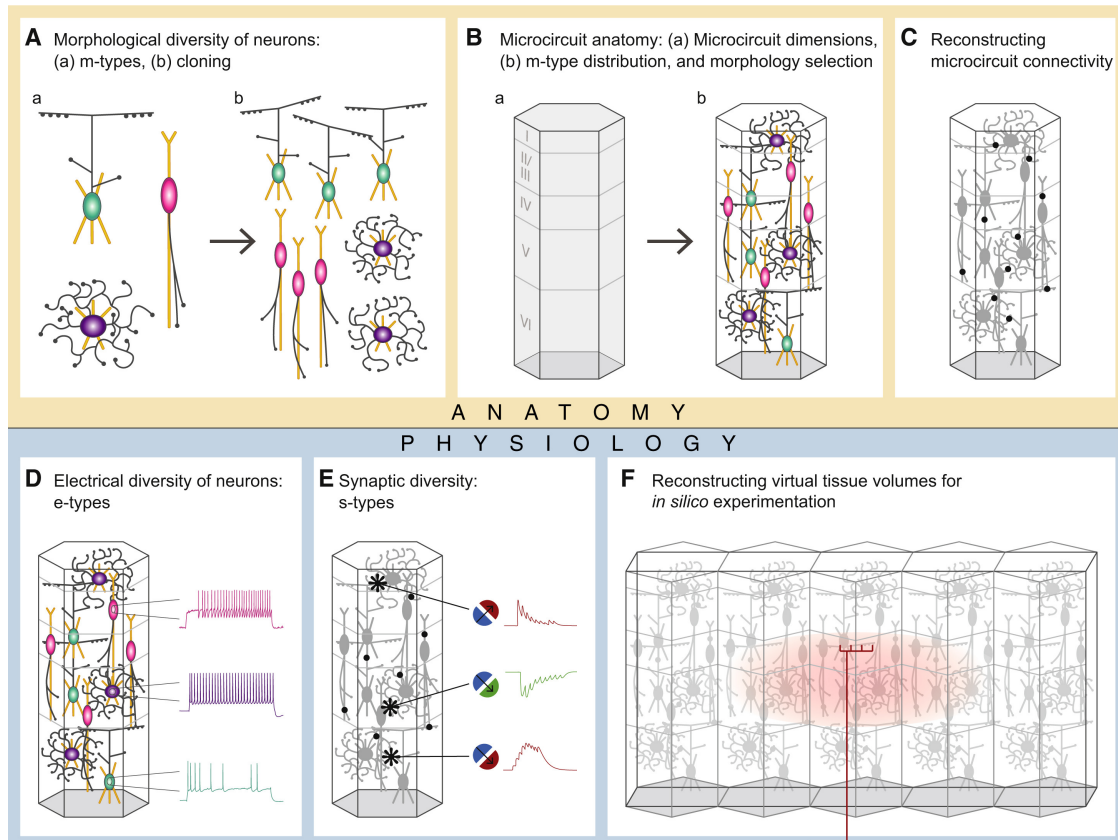 A Morphological diversity of neurons:
(a) m-types, (b) cloning
a
b
B Microcircuit anatomy: (a) Microcircuit dimensions,
(b) m-type distribution, and morphology selection
a
b
I
II/
III
IV
V
VI
C Reconstructing
microcircuit connectivity
ANATOMY
PHYSIOLOGY
D Electrical diversity of neurons:
e-types
E Synaptic diversity:
s-types
F Reconstructing virtual tissue volumes for
in silico experimentation